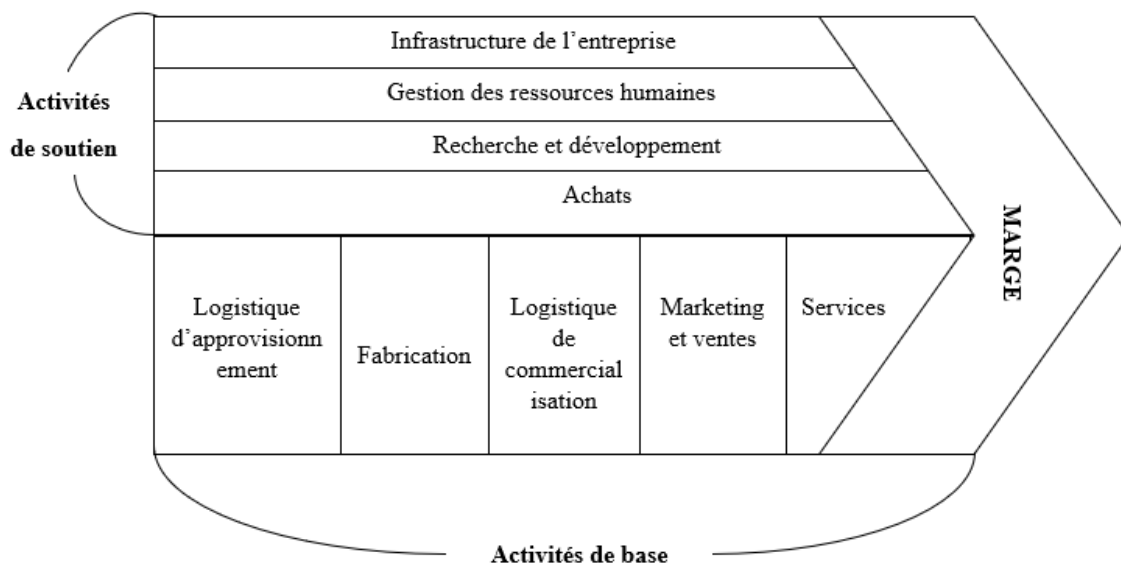 Infrastructure de l’entreprise
Gestion des ressources humaines
Recherche et développement
Achats
Activités
de soutien
MARGE
Logistique
d’approvisionn
ement
Fabrication
Logistique
de
commercial
isation
Marketing
et ventes
Services
Activités de base